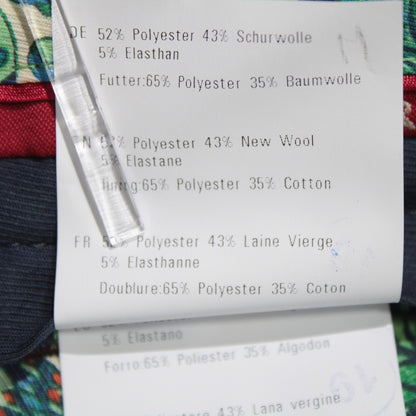 DE 52% Polyester 43% Schurwolle
5% Elasthan
Futter:65% Polyester 35% Baumwolle
Polyester 43% New Wool
5% Elastane
65% Polyester 35% Cotton
FR Polyester 43% Laine Vierge
5% Elasthanne
Doublure:65% Polyester 35% Coton
5% Elastano
Forro:65% Poliester 35% Algodon
43% Lana vergine